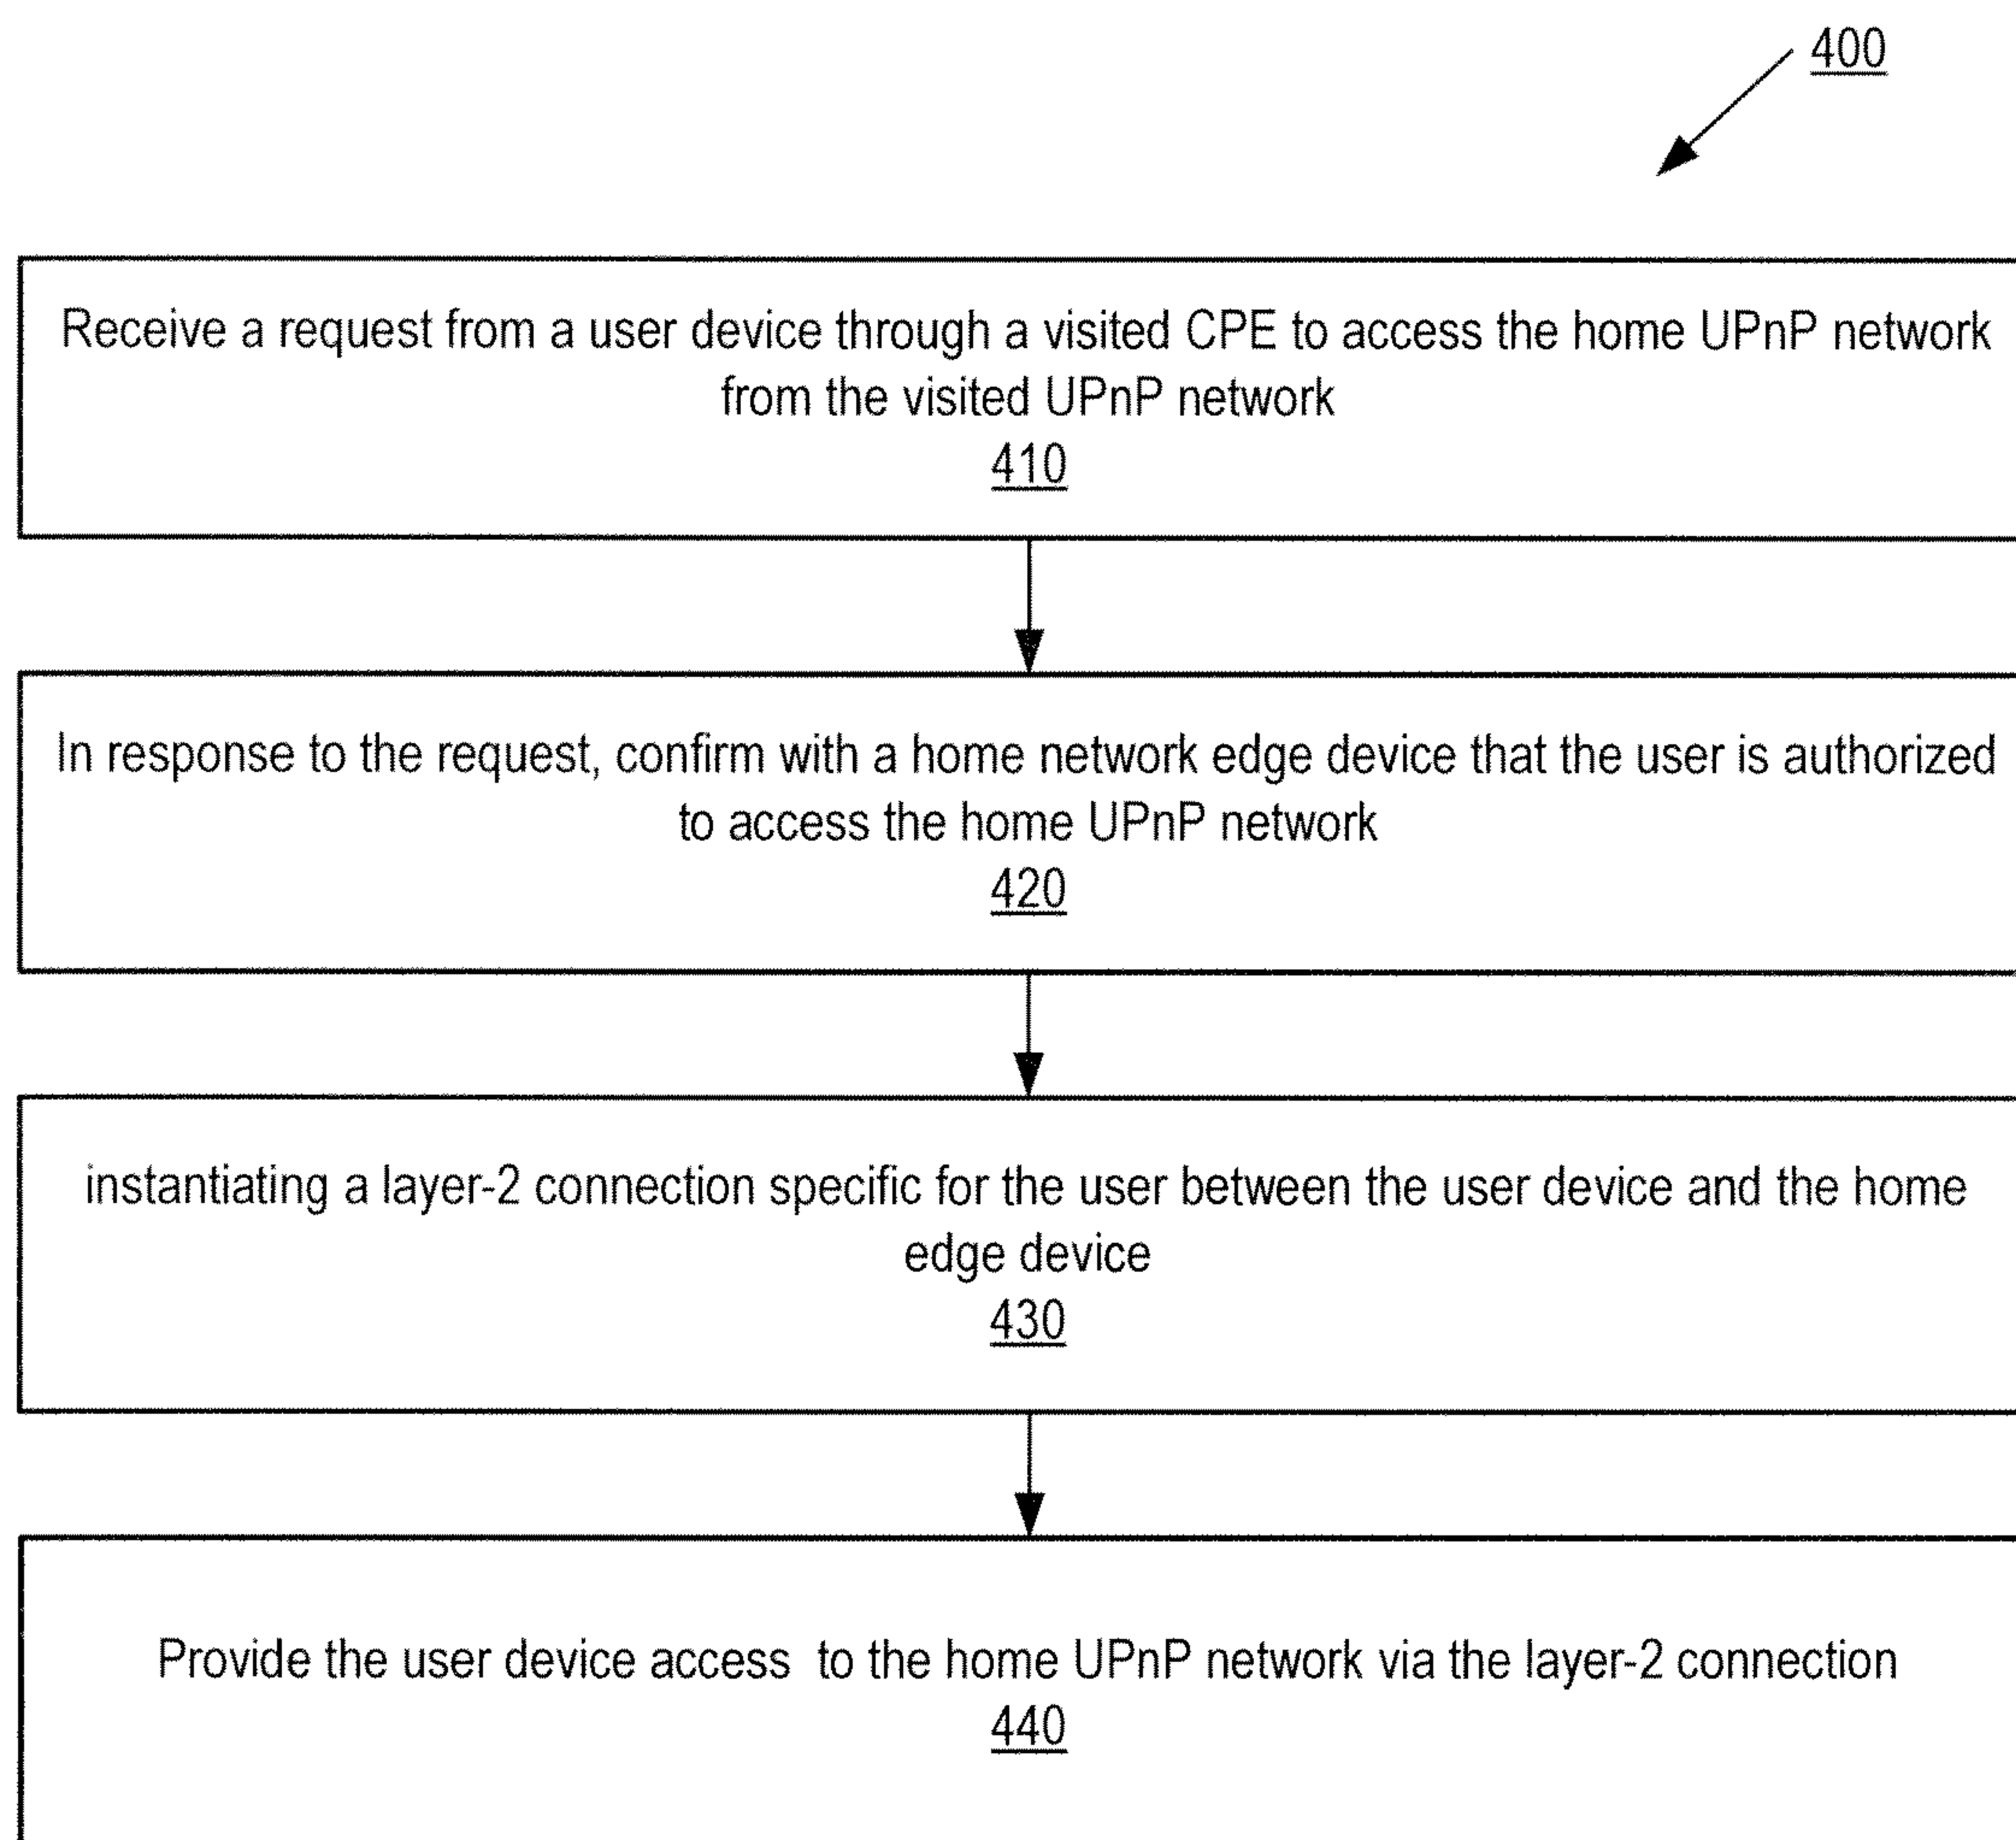 400
Receive a request from a user device through a visited CPE to access the home UPnP network
from the visited UPnP network
410
In response to the request, confirm with a home network edge device that the user is authorized
to access the home UPnP network
420
instantiating a layer-2 connection specific for the user between the user device and the home
edge device
430
Provide the user device access  to the home UPnP network via the layer-2 connection
440